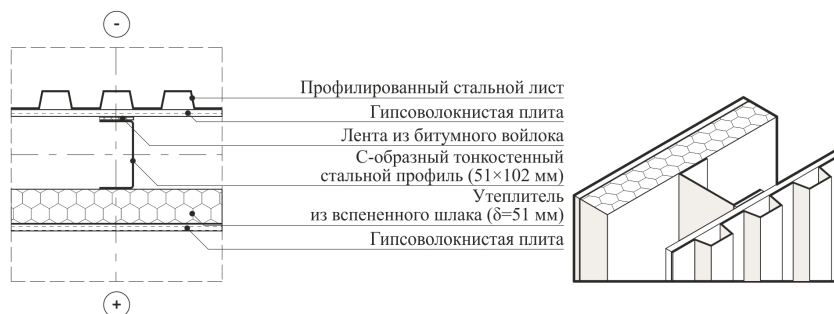 -
Профилированный стальной лист
Гипсоволокнистая плита
Лента из битумного войлока
С-образный тонкостенный
стальной профиль (51×102 мм)
Утеплитель
из вспененного шлака (δ=51 мм)
Гипсоволокнистая плита
+